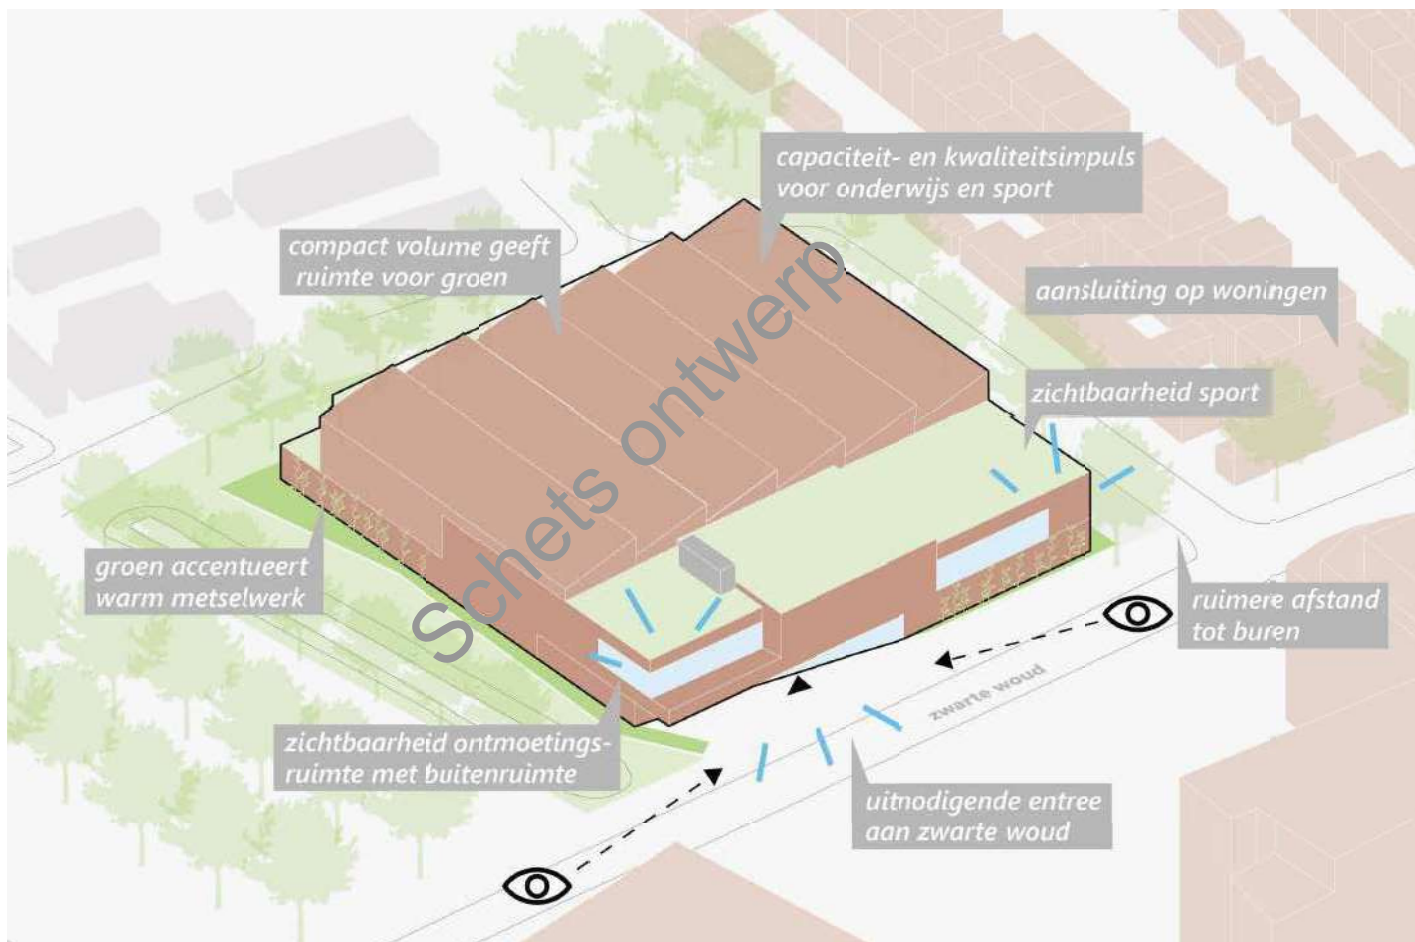 capaciteit- en kwaliteitsimpuls
voor onderwijs en sport
compact volume geeft
ruimte voor groen
aansluiting op woningen
zichtbaarheid sport
Schets ontwerp
groen accentueert
warm metselwerk
ruimere afstand
tot buren
zwarte woud
zichtbaarheid ontmoetings-
ruimte met buitenruimte
uitnodigende entree
aan zwarte woud